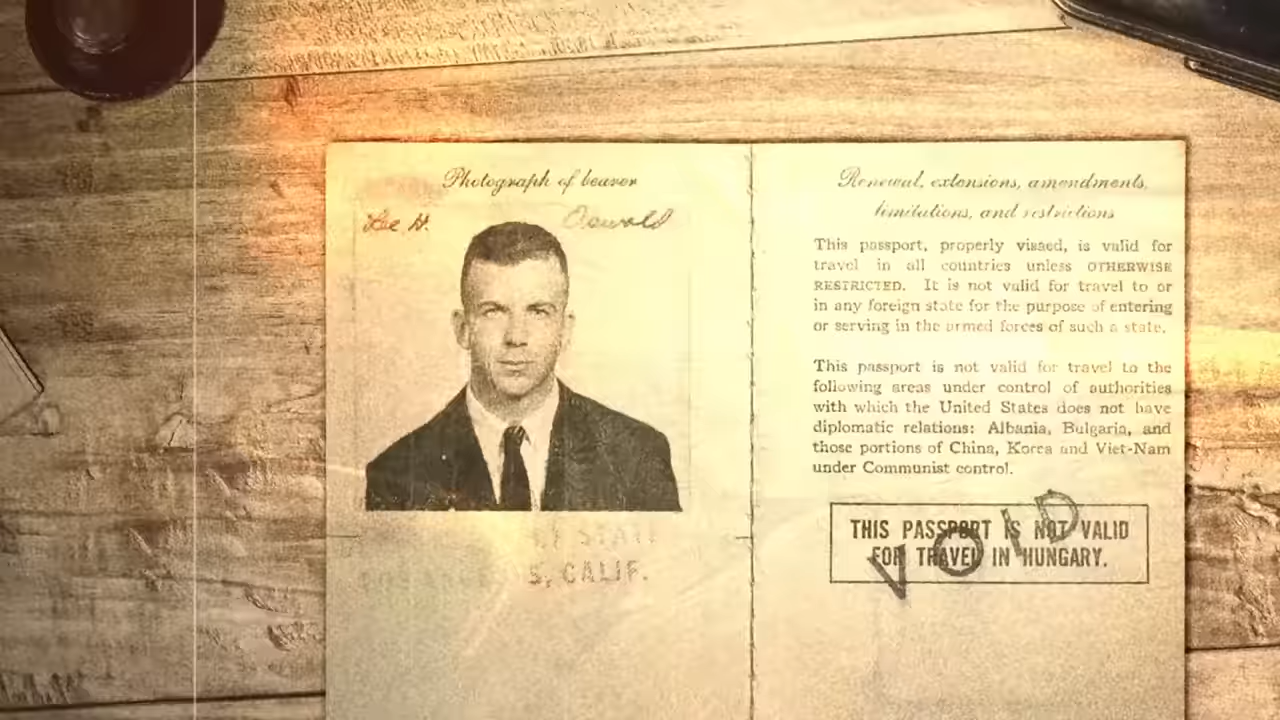 Photograph of bearer
Lee H. Oswald
S, CALIF.
Renewal, extensions, amendments,
limitations, and restrictions
This passport, properly visaed, is valid for
travel in all countries unless OTHERWISE
RESTRICTED. It is not valid for travel to or
in any foreign state for the purpose of entering
or serving in the armed forces of such a state.
This passport is not valid for travel to the
following areas under control of authorities
with which the United States does not have
diplomatic relations: Albania, Bulgaria, and
those portions of China, Korea and Viet-Nam
under Communist control.
THIS PASSPORT IS NOT VALID
FOR TRAVEL IN HUNGARY.
VOID